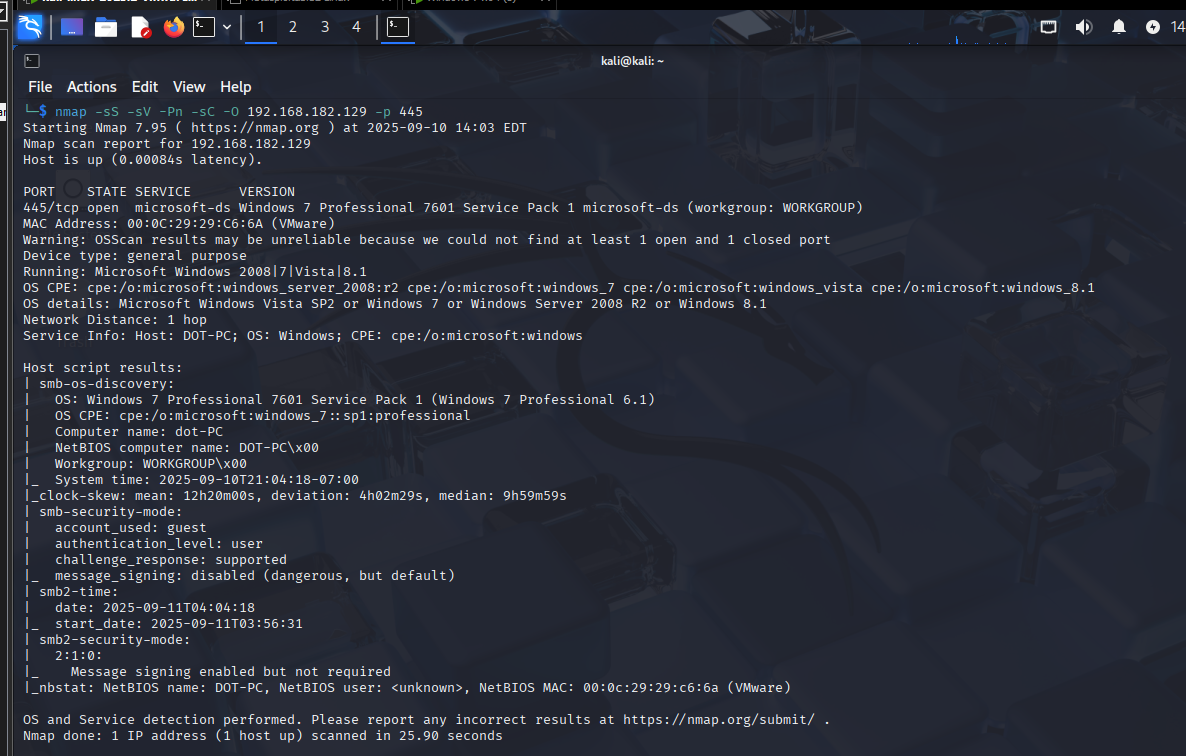 1 2 3 4 14
kali@kali: ~
File Actions Edit View Help
└─$ nmap -sS -sV -Pn -sC -O 192.168.182.129 -p 445
Starting Nmap 7.95 ( https://nmap.org ) at 2025-09-10 14:03 EDT
Nmap scan report for 192.168.182.129
Host is up (0.00084s latency).
PORT STATE SERVICE VERSION
445/tcp open microsoft-ds Windows 7 Professional 7601 Service Pack 1 microsoft-ds (workgroup: WORKGROUP)
MAC Address: 00:0C:29:29:C6:6A (VMware)
Warning: OSScan results may be unreliable because we could not find at least 1 open and 1 closed port
Device type: general purpose
Running: Microsoft Windows 2008|7|Vista|8.1
OS CPE: cpe:/o:microsoft:windows_server_2008:r2 cpe:/o:microsoft:windows_7 cpe:/o:microsoft:windows_vista cpe:/o:microsoft:windows_8.1
OS details: Microsoft Windows Vista SP2 or Windows 7 or Windows Server 2008 R2 or Windows 8.1
Network Distance: 1 hop
Service Info: Host: DOT-PC; OS: Windows; CPE: cpe:/o:microsoft:windows
Host script results:
| smb-os-discovery:
|   OS: Windows 7 Professional 7601 Service Pack 1 (Windows 7 Professional 6.1)
|   OS CPE: cpe:/o:microsoft:windows_7::sp1:professional
|   Computer name: dot-PC
|   NetBIOS computer name: DOT-PC\x00
|   Workgroup: WORKGROUP\x00
|_  System time: 2025-09-10T21:04:18-07:00
|_clock-skew: mean: 12h20m00s, deviation: 4h02m29s, median: 9h59m59s
| smb-security-mode:
|   account_used: guest
|   authentication_level: user
|   challenge_response: supported
|_  message_signing: disabled (dangerous, but default)
| smb2-time:
|   date: 2025-09-11T04:04:18
|_  start_date: 2025-09-11T03:56:31
| smb2-security-mode:
|   2:1:0:
|_    Message signing enabled but not required
|_nbstat: NetBIOS name: DOT-PC, NetBIOS user: <unknown>, NetBIOS MAC: 00:0c:29:29:c6:6a (VMware)
OS and Service detection performed. Please report any incorrect results at https://nmap.org/submit/ .
Nmap done: 1 IP address (1 host up) scanned in 25.90 seconds